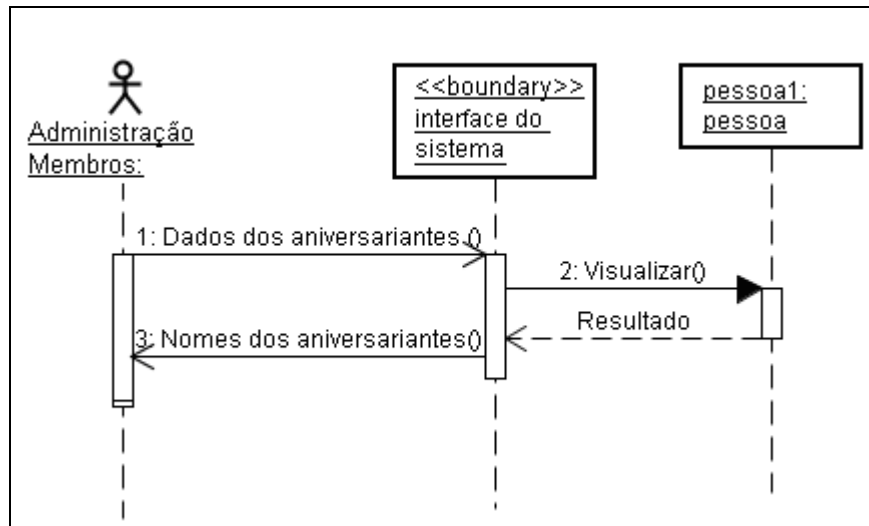 Administração
Membros:
<<boundary>>
interface do
sistema
pessoa1:
pessoa
1: Dados dos aniversariantes ()
2: Visualizar()
Resultado
3: Nomes dos aniversariantes()